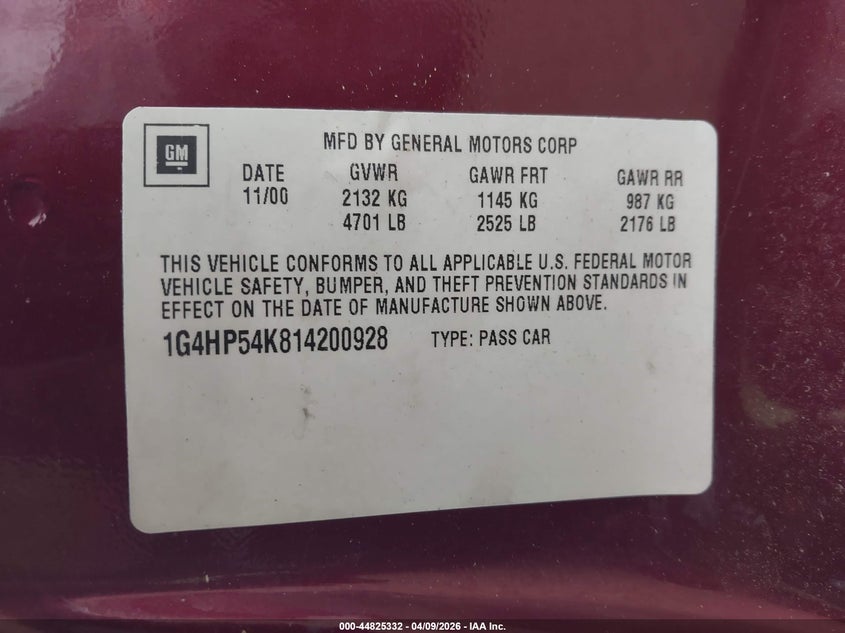 GM
MFD BY GENERAL MOTORS CORP
DATE GVWR GAWR FRT GAWR RR
11/00 2132 KG 1145 KG 987 KG
4701 LB 2525 LB 2176 LB
THIS VEHICLE CONFORMS TO ALL APPLICABLE U.S. FEDERAL MOTOR
VEHICLE SAFETY, BUMPER, AND THEFT PREVENTION STANDARDS IN
EFFECT ON THE DATE OF MANUFACTURE SHOWN ABOVE.
1G4HP54K814200928 TYPE: PASS CAR
000-44825332 - 04/09/2026 - IAA Inc.